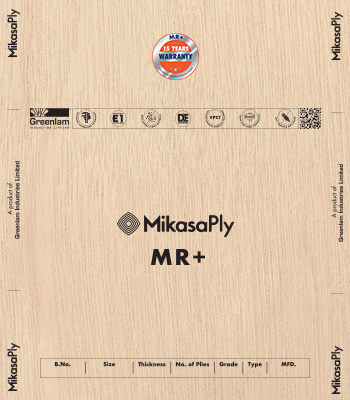 MikasaPly
MikasaPly
MR+
15 YEARS
WARRANTY
Greenlam
Industries Limited
E1
VPCT
A product of
Greenlam Industries Limited
A product of
Greenlam Industries Limited
MikasaPly
MR+
MikasaPly
MikasaPly
B.No. Size Thickness No. of Plies Grade Type MFD.